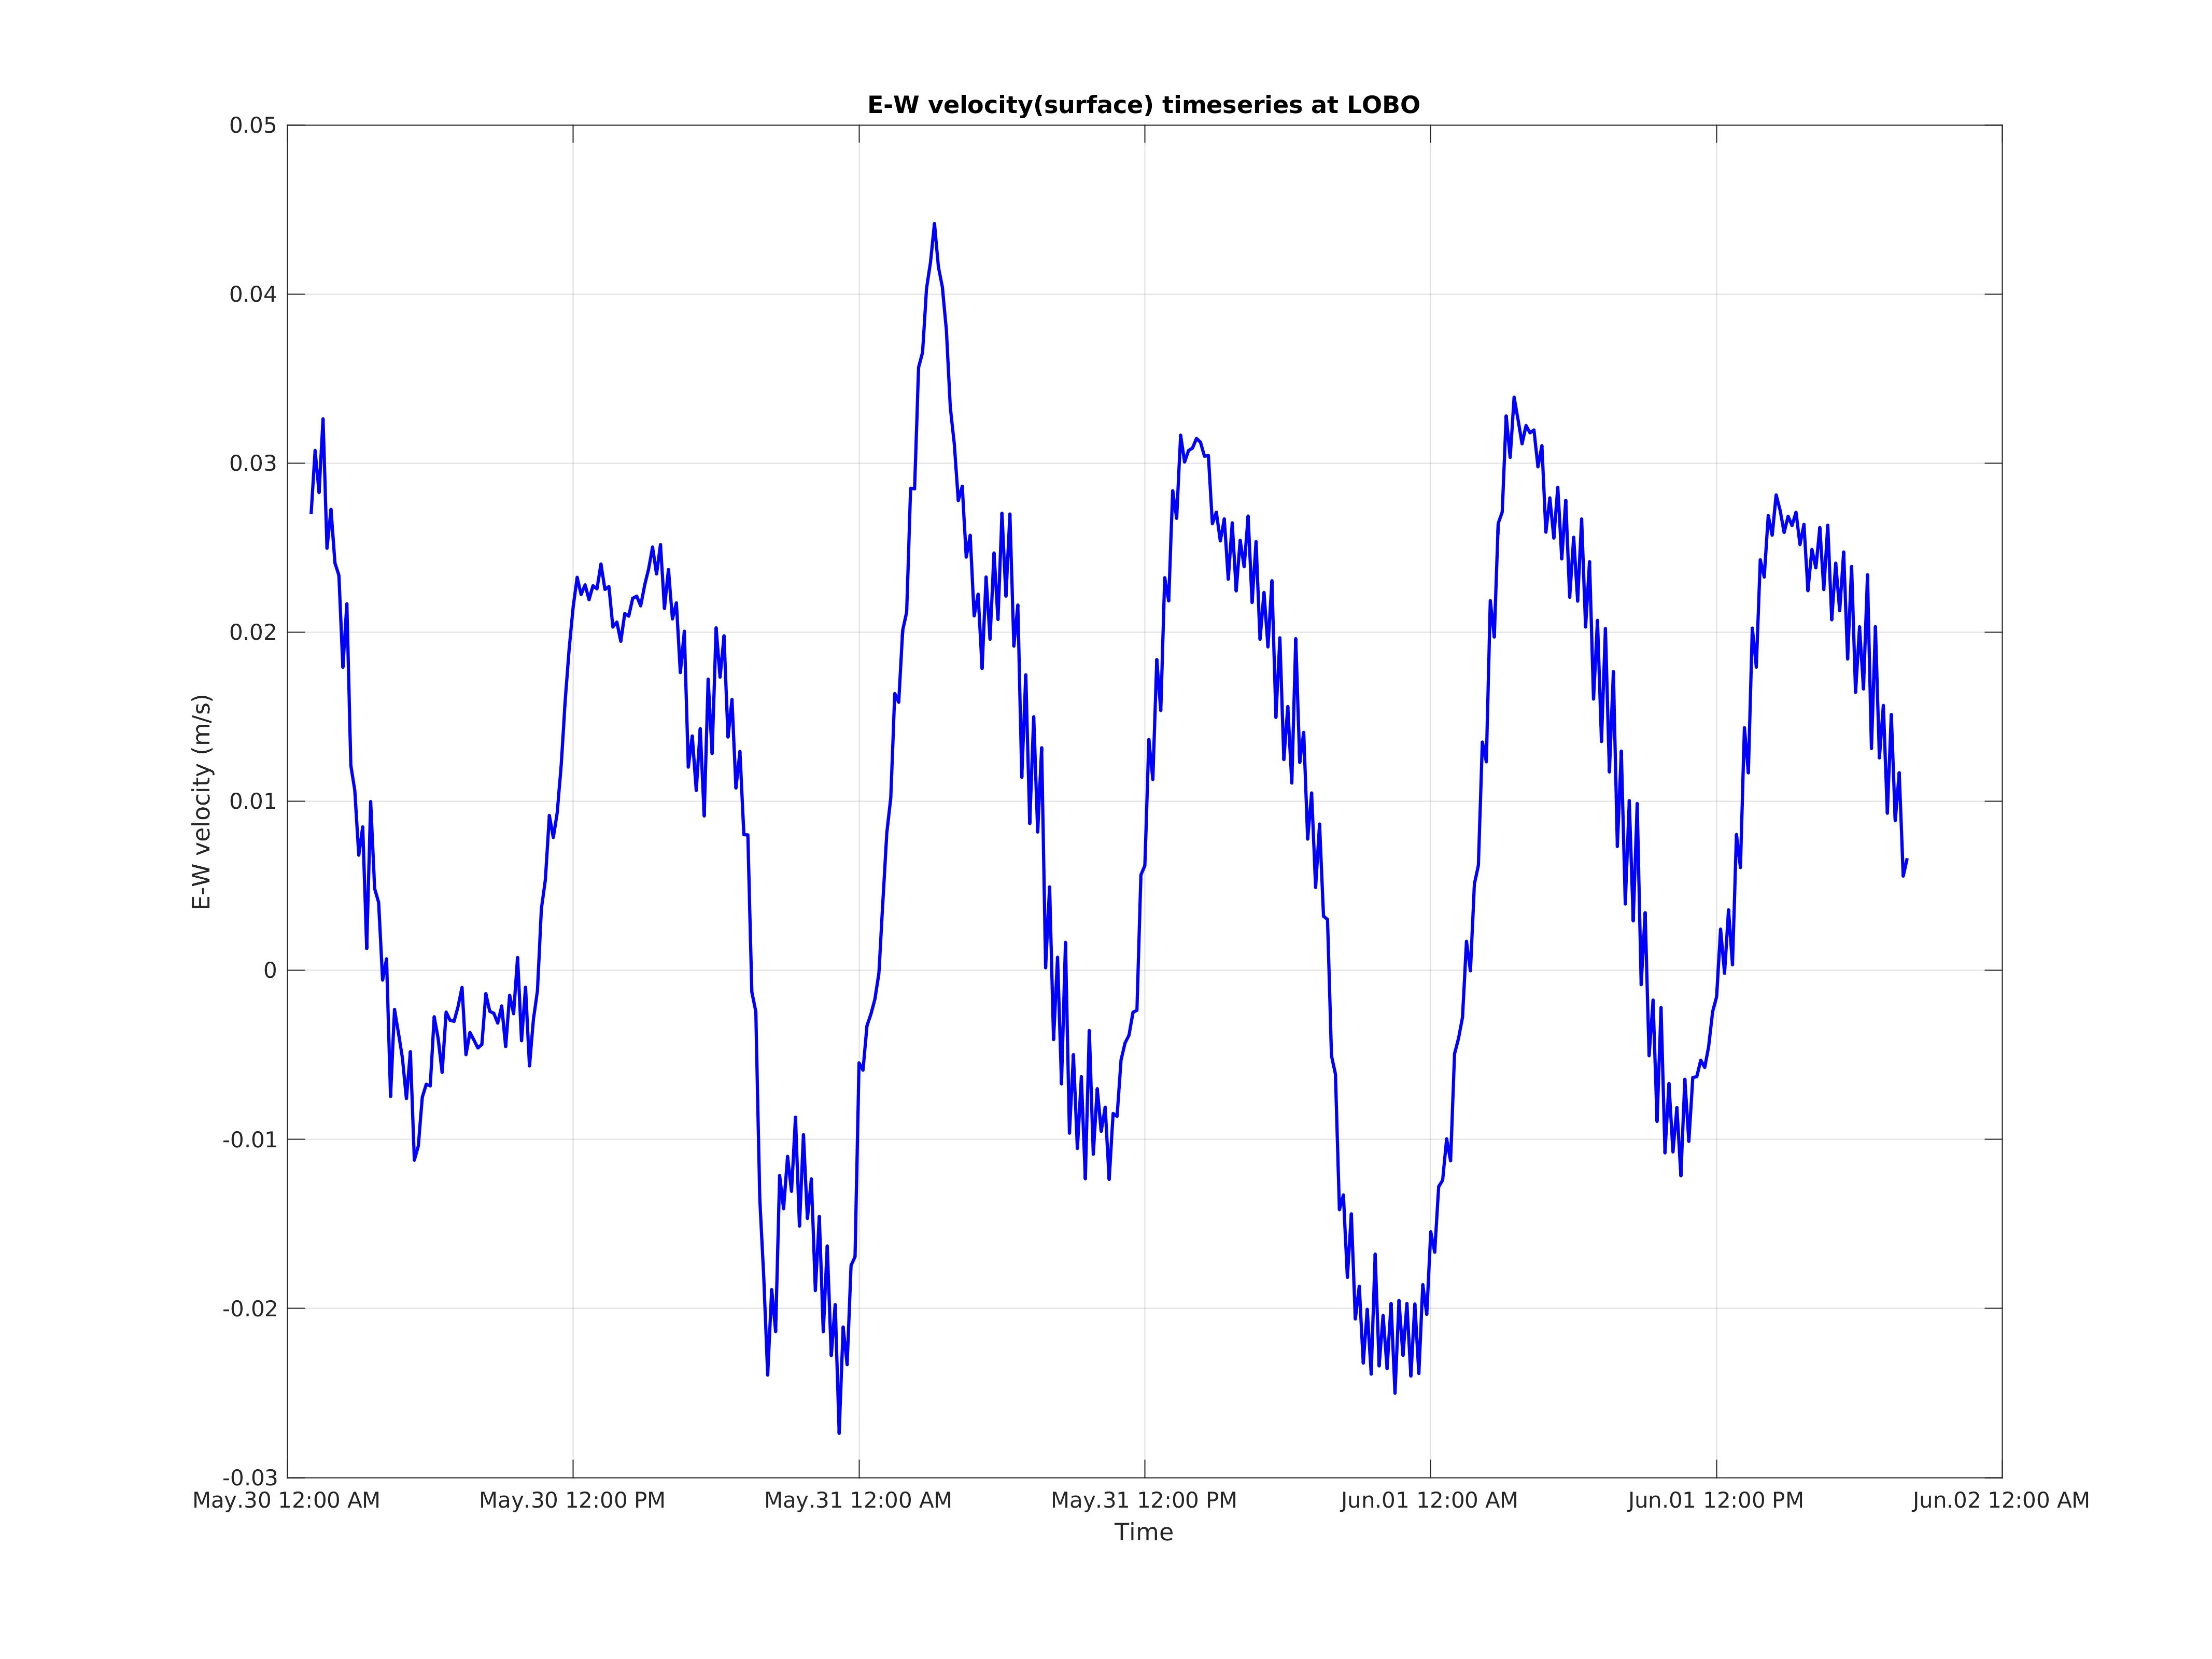 E-W velocity(surface) timeseries at LOBO
0.05
0.04
0.03
0.02
0.01
0
-0.01
-0.02
-0.03
E-W velocity (m/s)
May.30 12:00 AM
May.30 12:00 PM
May.31 12:00 AM
May.31 12:00 PM
Jun.01 12:00 AM
Jun.01 12:00 PM
Jun.02 12:00 AM
Time